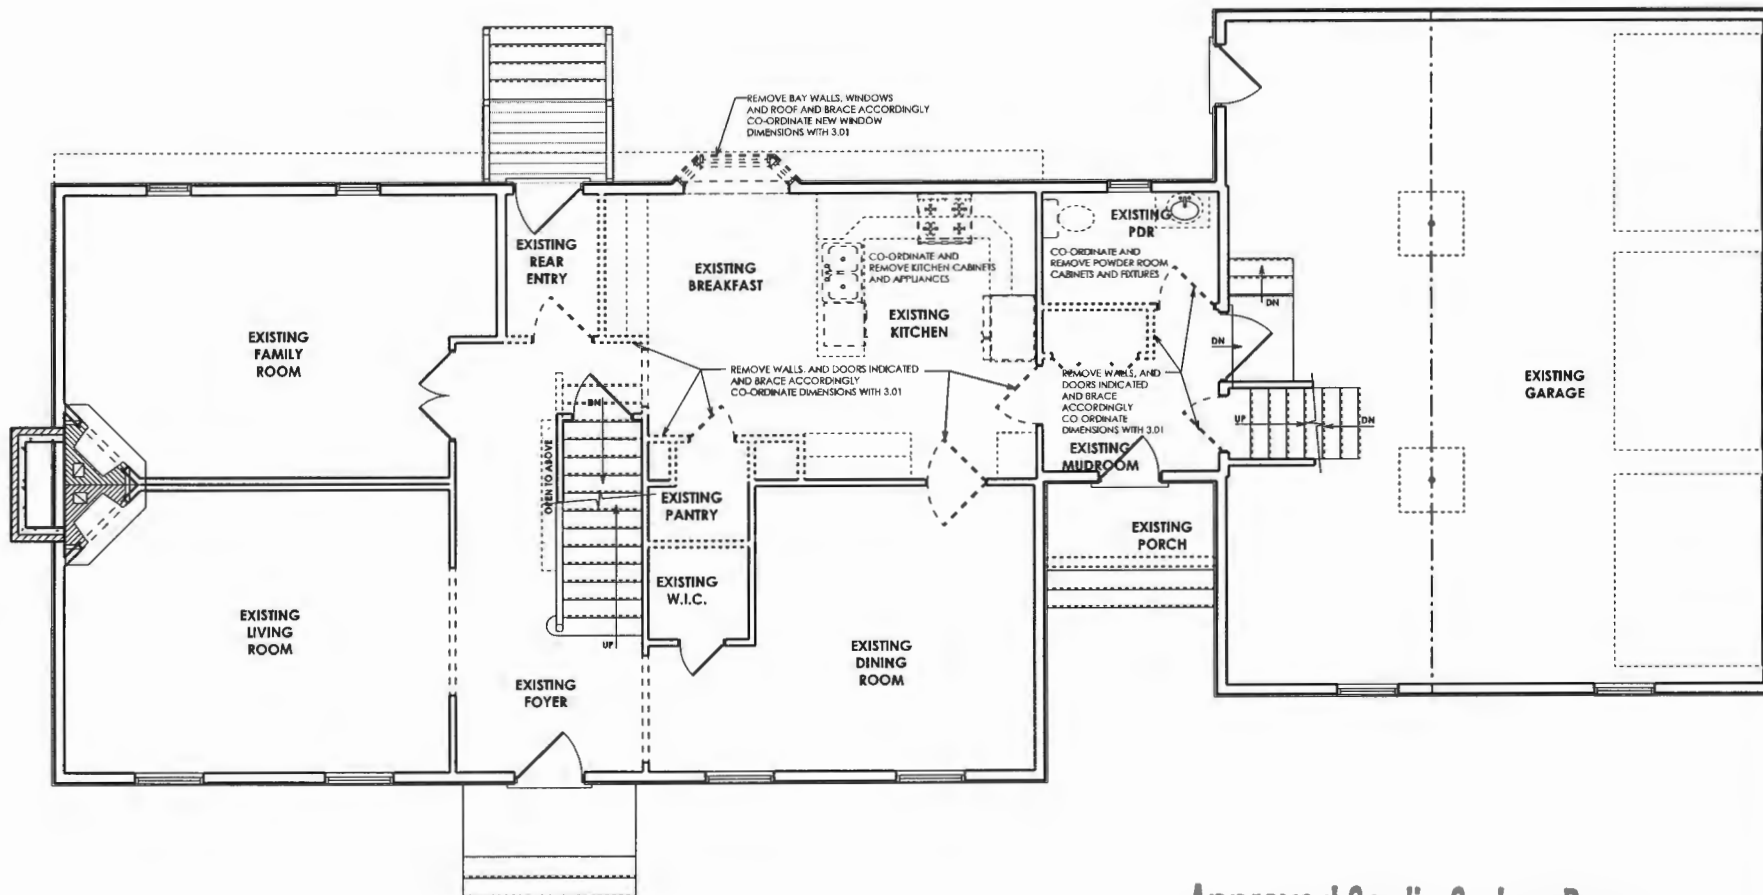 REMOVE BAY WALLS, WINDOWS
AND ROOF AND BRACE ACCORDINGLY
CO-ORDINATE NEW WINDOW
DIMENSIONS WITH 3.01
EXISTING
REAR
ENTRY
EXISTING
BREAKFAST
CO-ORDINATE AND
REMOVE KITCHEN CABINETS
AND APPLIANCES
EXISTING
KITCHEN
EXISTING
PDR
CO-ORDINATE AND
REMOVE POWDER ROOM
CABINETS AND FIXTURES
DN
DN
EXISTING
FAMILY
ROOM
REMOVE WALLS, AND DOORS INDICATED
AND BRACE ACCORDINGLY
CO-ORDINATE DIMENSIONS WITH 3.01
REMOVE WALLS, AND
DOORS INDICATED
AND BRACE
ACCORDINGLY
CO ORDINATE
DIMENSIONS WITH 3.01
EXISTING
MUDROOM
UP
DN
EXISTING
GARAGE
DN
OPEN TO ABOVE
EXISTING
PANTRY
EXISTING
PORCH
EXISTING
W.I.C.
EXISTING
LIVING
ROOM
UP
EXISTING
DINING
ROOM
EXISTING
FOYER